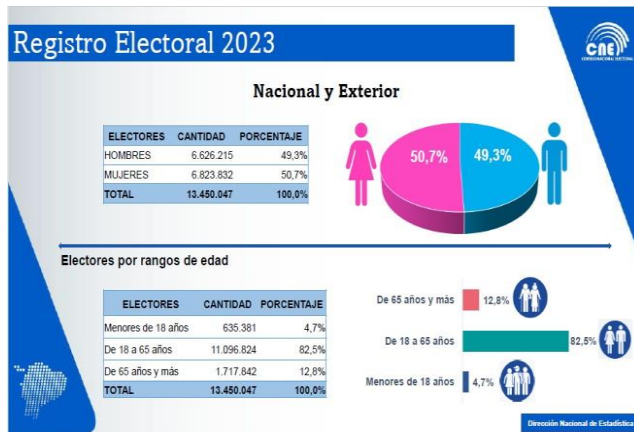 Registro Electoral 2023
CNE
CONSEJO NACIONAL ELECTORAL
Nacional y Exterior
ELECTORES CANTIDAD PORCENTAJE
HOMBRES 6.626.215 49,3%
MUJERES 6.823.832 50,7%
TOTAL 13.450.047 100,0%
50,7% 49,3%
Electores por rangos de edad
ELECTORES CANTIDAD PORCENTAJE
Menores de 18 años 635.381 4,7%
De 18 a 65 años 11.096.824 82,5%
De 65 años y más 1.717.842 12,8%
TOTAL 13.450.047 100,0%
De 65 años y más 12,8%
De 18 a 65 años 82,5%
Menores de 18 años 4,7%
Dirección Nacional de Estadística